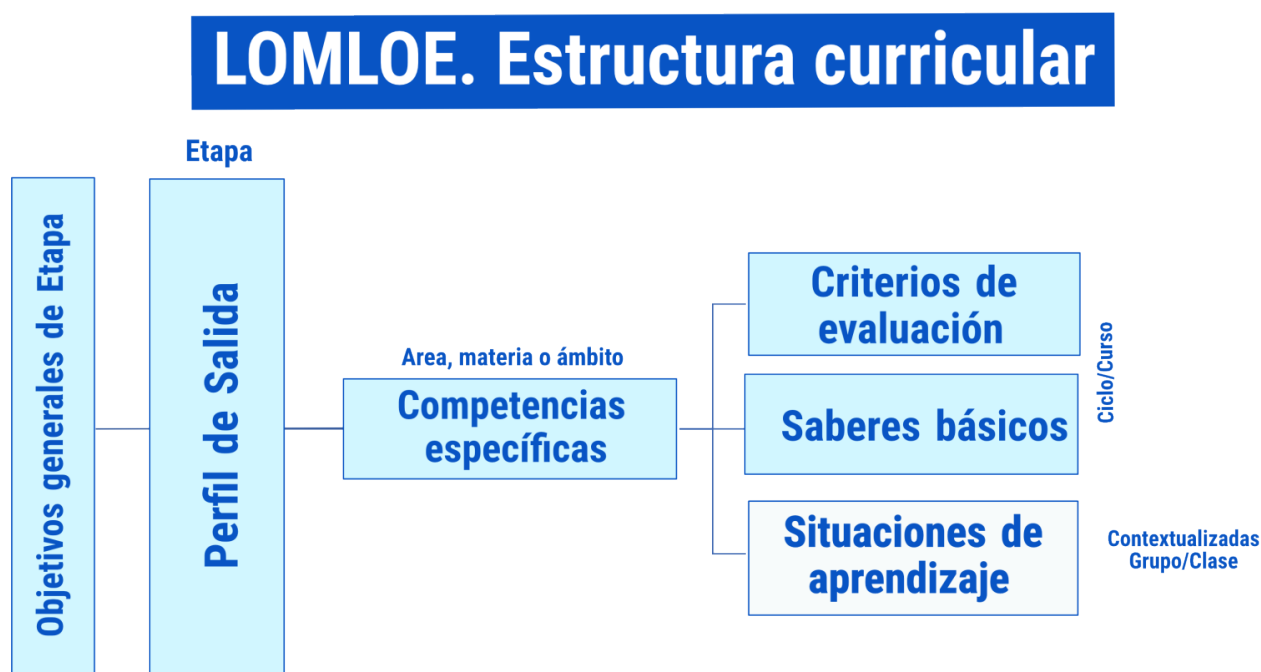 LOMLOE. Estructura curricular
Etapa
Objetivos generales de Etapa
Perfil de Salida
Area, materia o ámbito
Competencias
específicas
Criterios de
evaluación
Saberes básicos
Ciclo/Curso
Situaciones de
aprendizaje
Contextualizadas
Grupo/Clase